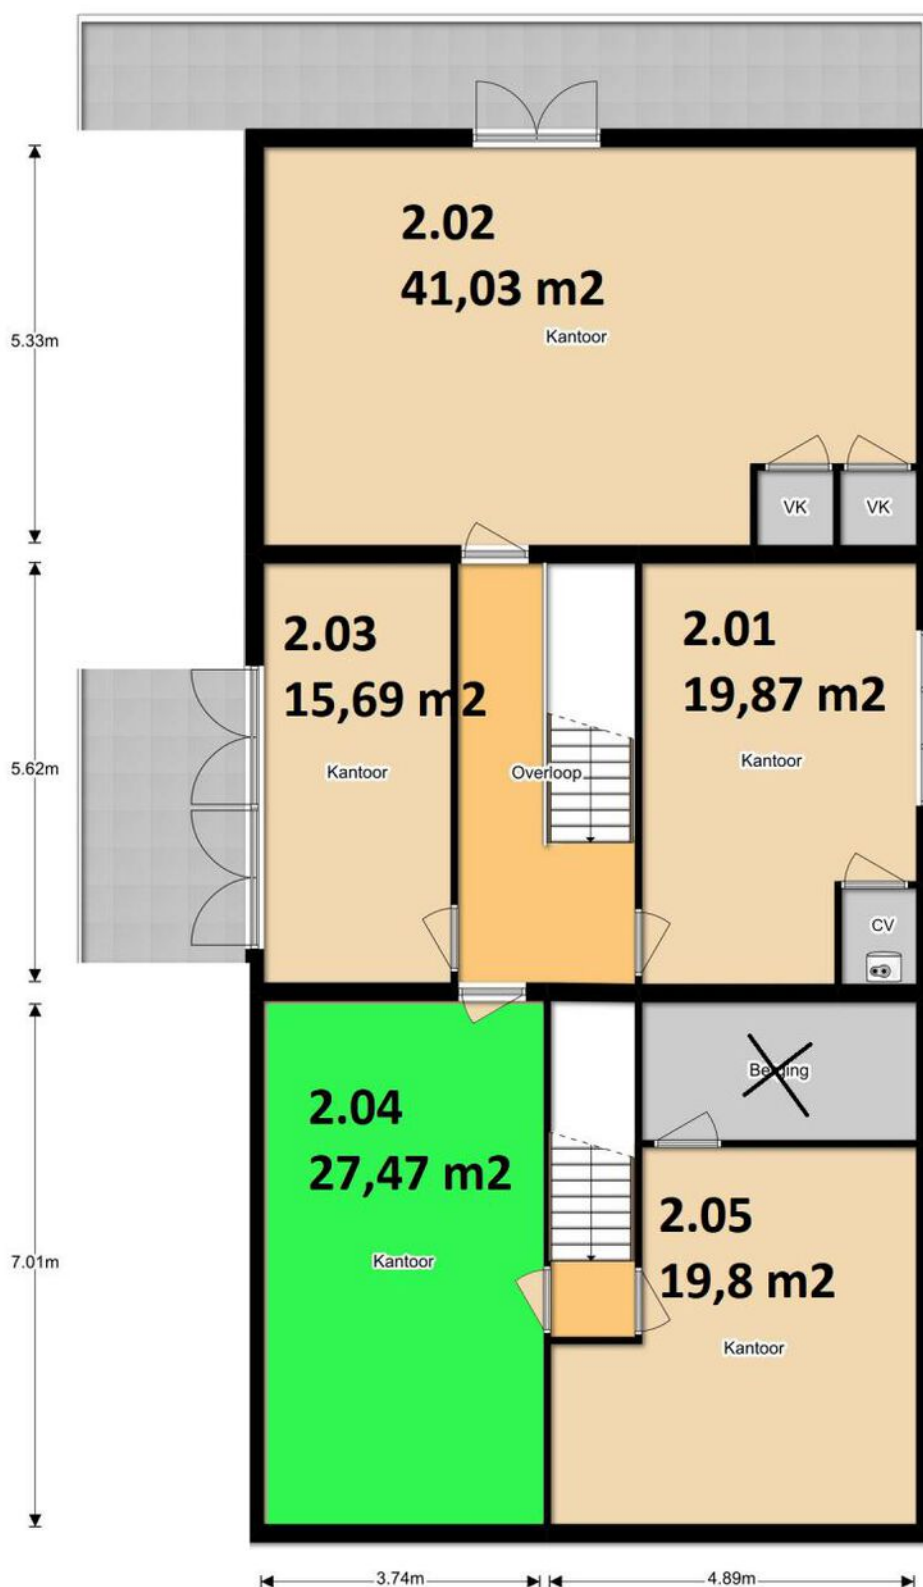 2.02
41,03 m2
Kantoor
5.33m
VK
VK
2.03
15,69 m2
Kantoor
Overloop
2.01
19,87 m2
Kantoor
5.62m
CV
Berging
2.04
27,47 m2
Kantoor
7.01m
2.05
19,8 m2
Kantoor
3.74m
4.89m